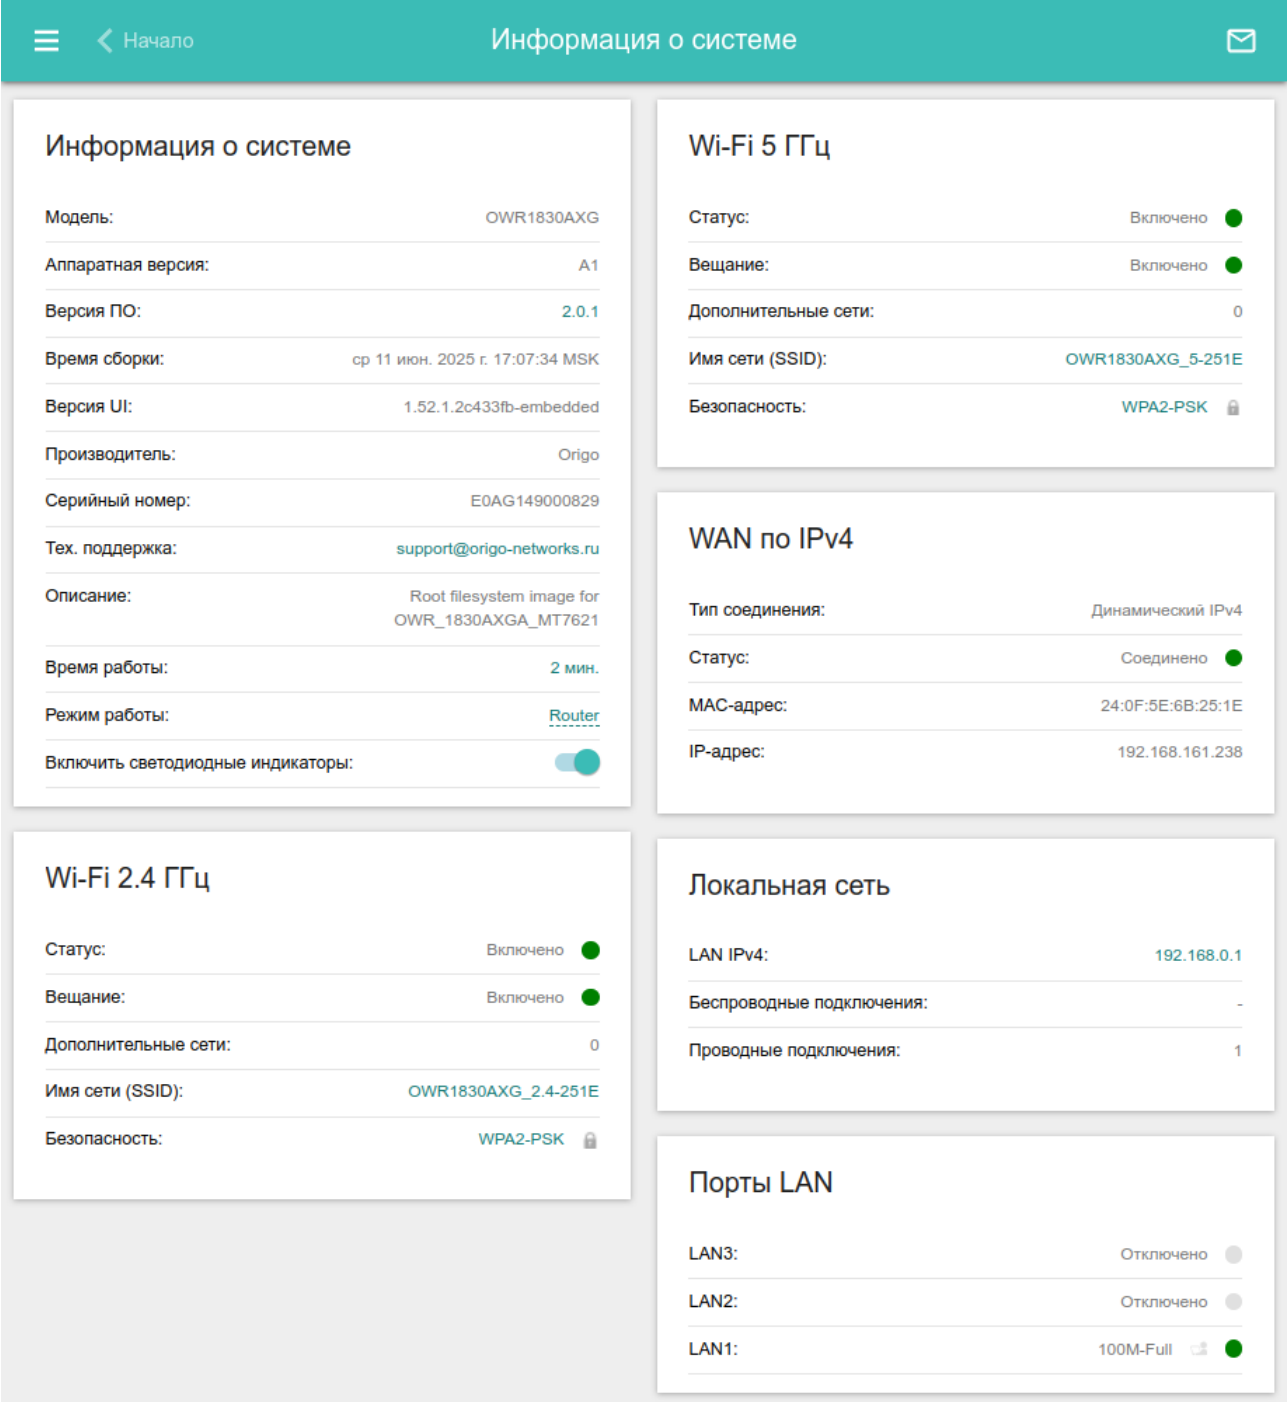 Начало
Информация о системе
Информация о системе
Модель: OWR1830AXG
Аппаратная версия: A1
Версия ПО: 2.0.1
Время сборки: ср 11 июн. 2025 г. 17:07:34 MSK
Версия UI: 1.52.1.2c433fb-embedded
Производитель: Origo
Серийный номер: E0AG149000829
Тех. поддержка: support@origo-networks.ru
Описание: Root filesystem image for
OWR_1830AXGA_MT7621
Время работы: 2 мин.
Режим работы: Router
Включить светодиодные индикаторы:
Wi-Fi 2.4 ГГц
Статус: Включено
Вещание: Включено
Дополнительные сети: 0
Имя сети (SSID): OWR1830AXG_2.4-251E
Безопасность: WPA2-PSK
Wi-Fi 5 ГГц
Статус: Включено
Вещание: Включено
Дополнительные сети: 0
Имя сети (SSID): OWR1830AXG_5-251E
Безопасность: WPA2-PSK
WAN по IPv4
Тип соединения: Динамический IPv4
Статус: Соединено
MAC-адрес: 24:0F:5E:6B:25:1E
IP-адрес: 192.168.161.238
Локальная сеть
LAN IPv4: 192.168.0.1
Беспроводные подключения: -
Проводные подключения: 1
Порты LAN
LAN3: Отключено
LAN2: Отключено
LAN1: 100M-Full